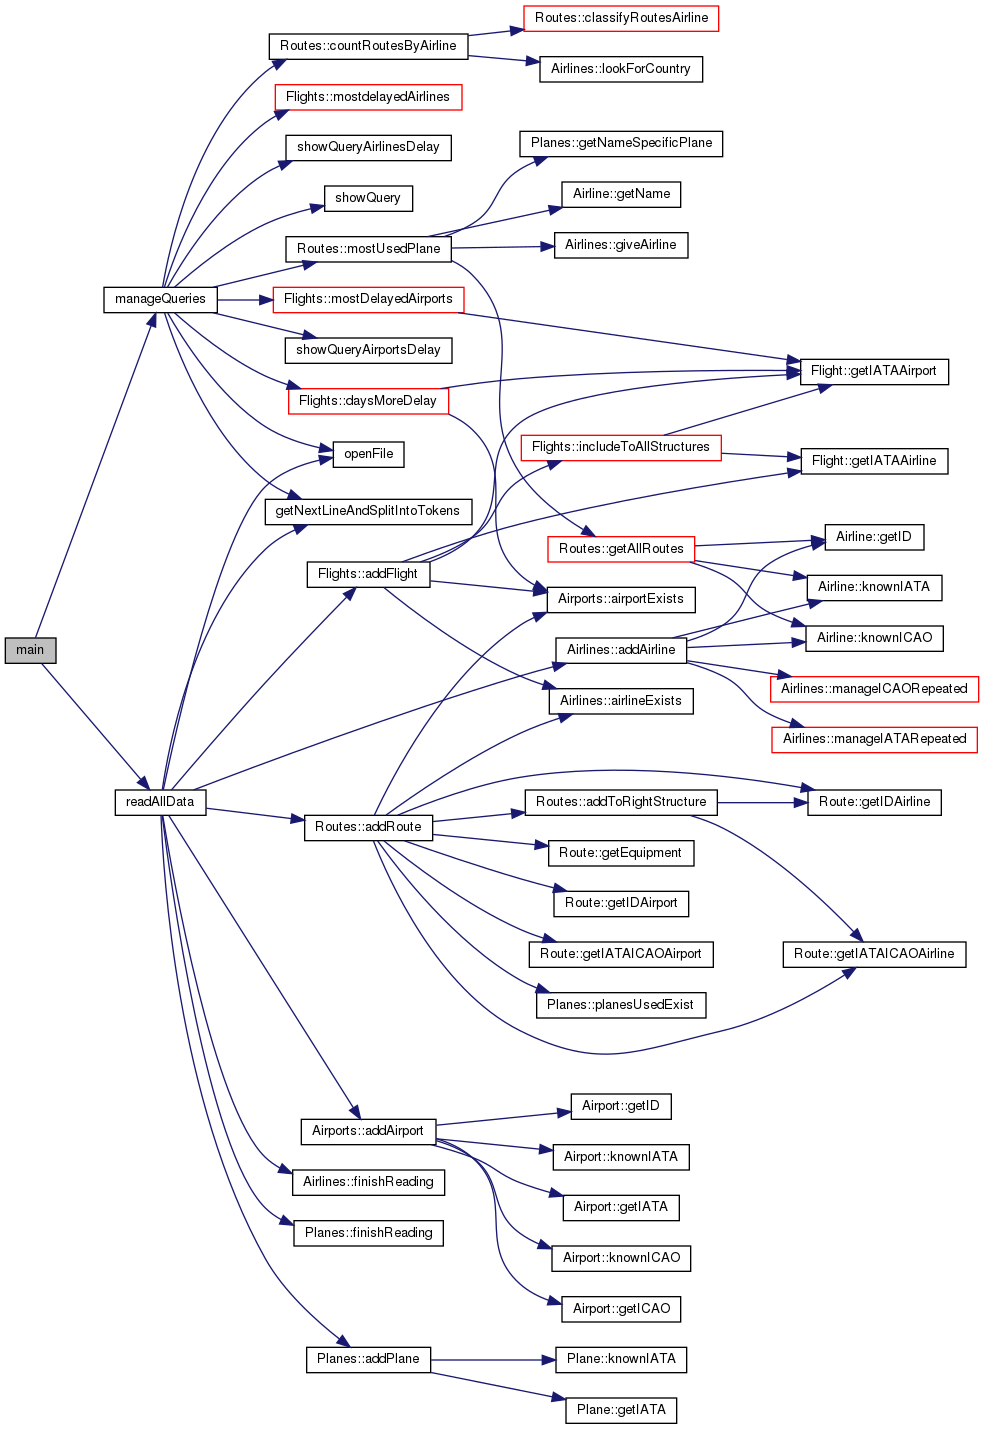 Routes::classifyRoutesAirline
Routes::countRoutesByAirline
Airlines::lookForCountry
Flights::mostdelayedAirlines
Planes::getNameSpecificPlane
showQueryAirlinesDelay
Airline::getName
showQuery
Airlines::giveAirline
Routes::mostUsedPlane
manageQueries
Flights::mostDelayedAirports
showQueryAirportsDelay
Flight::getIATAAirport
Flights::daysMoreDelay
Flights::includeToAllStructures
openFile
Flight::getIATAAirline
getNextLineAndSplitIntoTokens
Airline::getID
Routes::getAllRoutes
Flights::addFlight
Airline::knownIATA
Airports::airportExists
Airline::knownICAO
main
Airlines::addAirline
Airlines::manageICAORepeated
Airlines::airlineExists
Airlines::manageIATARepeated
readAllData
Routes::addToRightStructure
Route::getIDAirline
Routes::addRoute
Route::getEquipment
Route::getIDAirport
Route::getIATAICAOAirport
Route::getIATAICAOAirline
Planes::planesUsedExist
Airport::getID
Airports::addAirport
Airport::knownIATA
Airlines::finishReading
Airport::getIATA
Planes::finishReading
Airport::knownICAO
Airport::getICAO
Planes::addPlane
Plane::knownIATA
Plane::getIATA